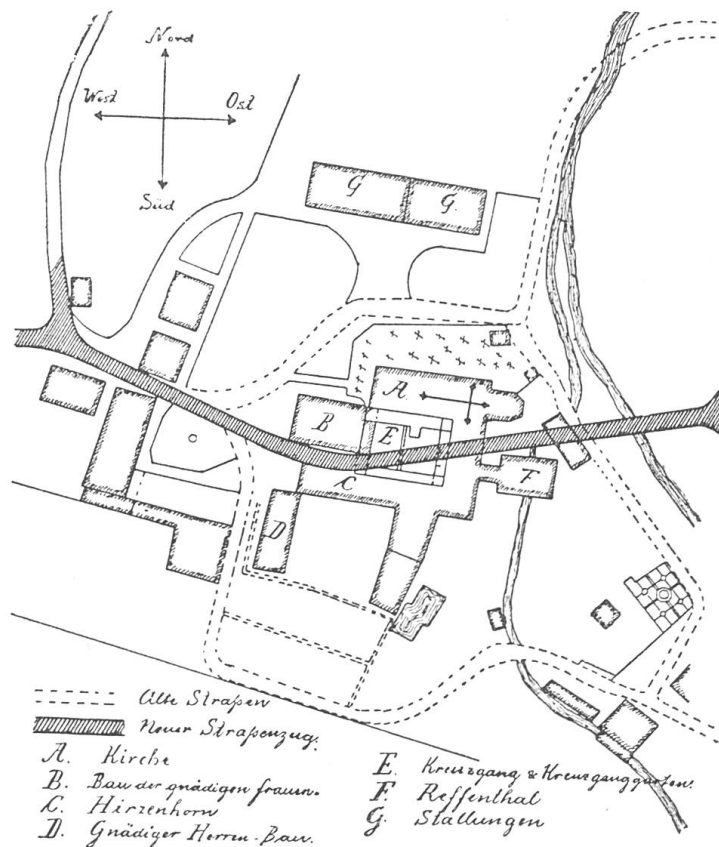 Nord
West Ost
Süd
G G.
A
B
E
C
F
D
Alte Straßen
Neuer Straßenzug.
A. Kirche
B. Bau der gnädigen Frauen.
C. Hirzenhorn
D. Gnädiger Herren-Bau.
E. Kreuzgang & Kreuzganggarten.
F. Reffenthal
G. Stallungen